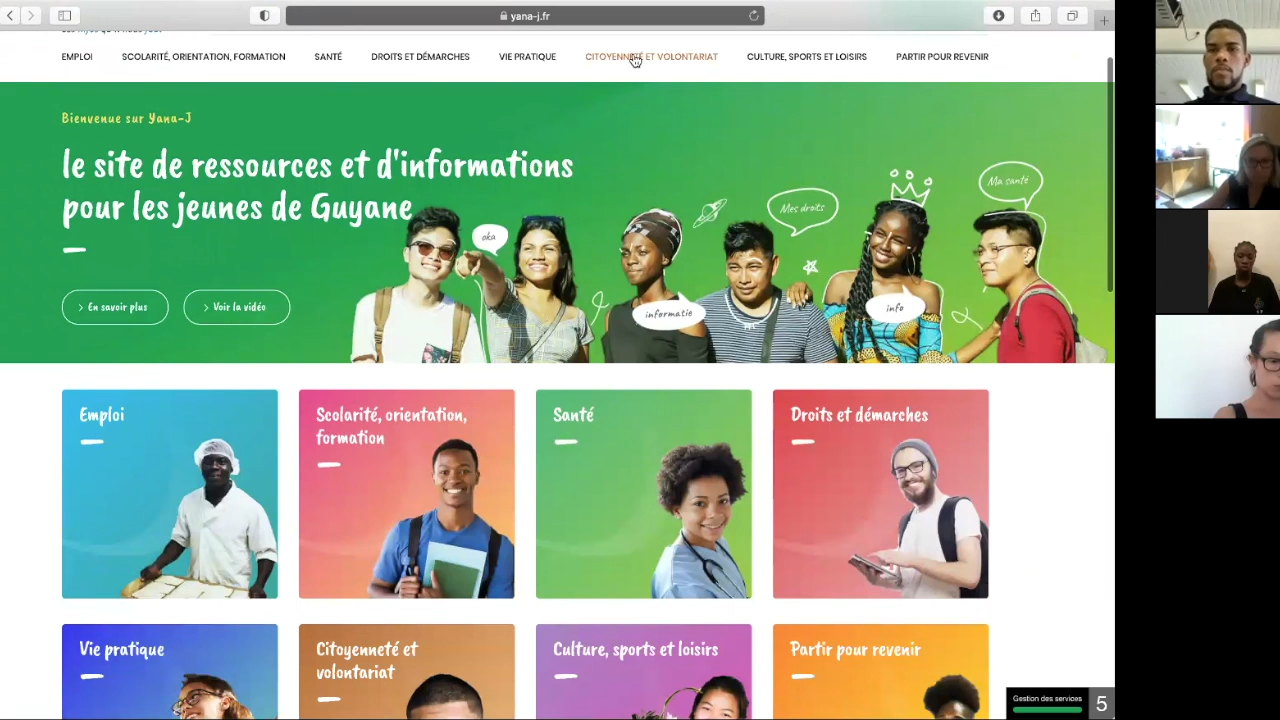 yana-j.fr
EMPLOI SCOLARITÉ, ORIENTATION, FORMATION SANTÉ DROITS ET DÉMARCHES VIE PRATIQUE CITOYENNETÉ ET VOLONTARIAT CULTURE, SPORTS ET LOISIRS PARTIR POUR REVENIR
Bienvenue sur Yana-J
le site de ressources et d'informations
pour les jeunes de Guyane
> En savoir plus
> Voir la vidéo
oka
informatie
Mes droits
info
Ma santé
Emploi
Scolarité, orientation,
formation
Santé
Droits et démarches
Vie pratique
Citoyenneté et
volontariat
Culture, sports et loisirs
Partir pour revenir
Gestion des services
5